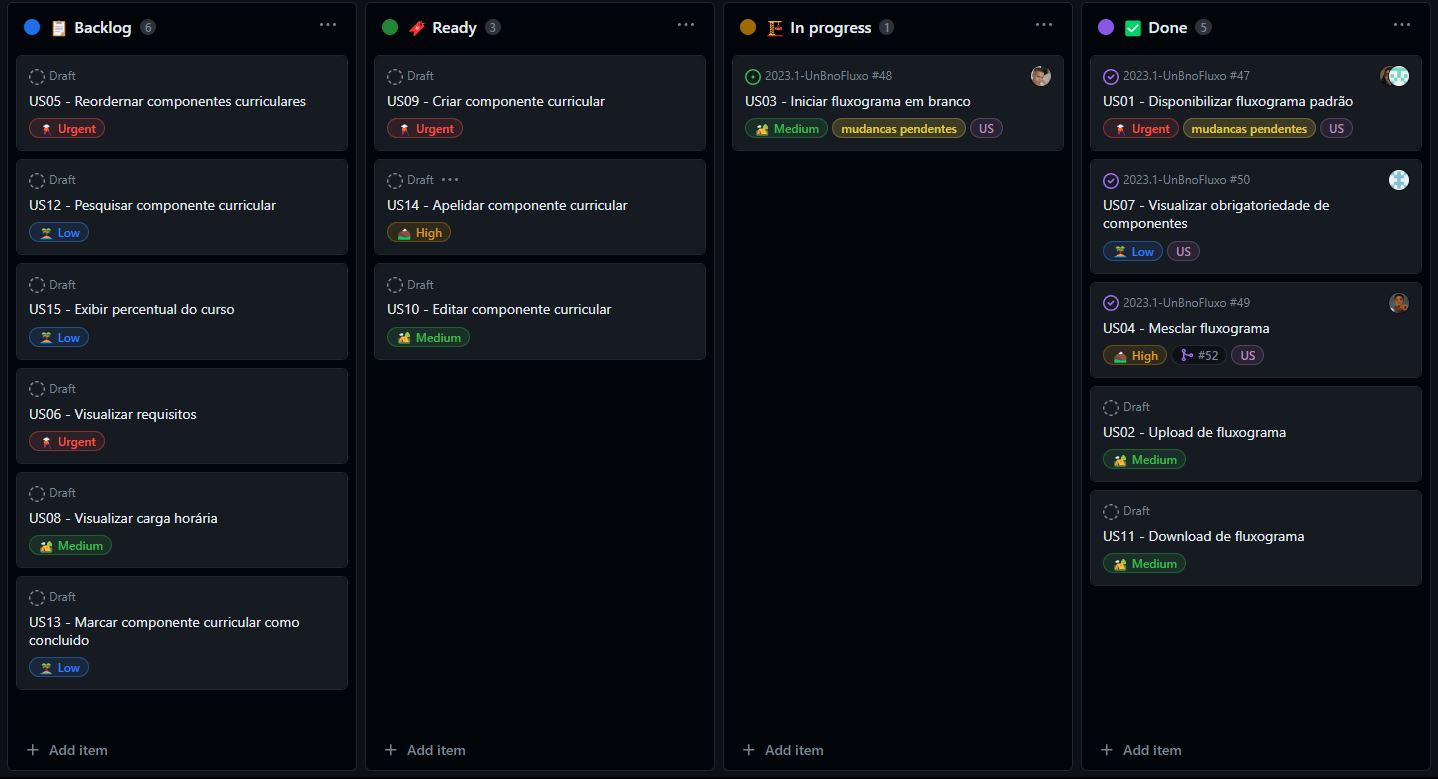 Backlog 6
Draft
US05 - Reordernar componentes curriculares
Urgent
Draft
US12 - Pesquisar componente curricular
Low
Draft
US15 - Exibir percentual do curso
Low
Draft
US06 - Visualizar requisitos
Urgent
Draft
US08 - Visualizar carga horária
Medium
Draft
US13 - Marcar componente curricular como
concluido
Low
Add item
Ready 3
Draft
US09 - Criar componente curricular
Urgent
Draft
US14 - Apelidar componente curricular
High
Draft
US10 - Editar componente curricular
Medium
Add item
In progress 1
2023.1-UnBnoFluxo #48
US03 - Iniciar fluxograma em branco
Medium mudancas pendentes US
Add item
Done 5
2023.1-UnBnoFluxo #47
US01 - Disponibilizar fluxograma padrão
Urgent mudancas pendentes US
2023.1-UnBnoFluxo #50
US07 - Visualizar obrigatoriedade de
componentes
Low US
2023.1-UnBnoFluxo #49
US04 - Mesclar fluxograma
High #52 US
Draft
US02 - Upload de fluxograma
Medium
Draft
US11 - Download de fluxograma
Medium
Add item